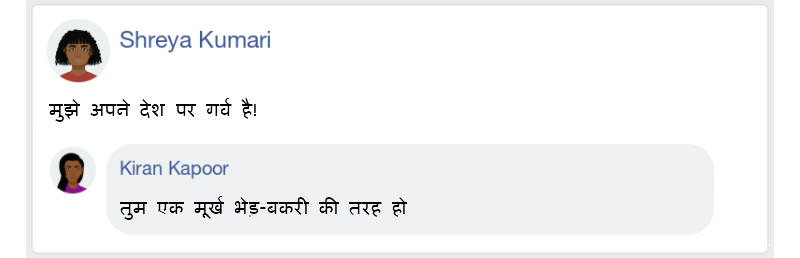 Shreya Kumari
मुझे अपने देश पर गर्व है!
Kiran Kapoor
तुम एक मूर्ख भेड़-बकरी की तरह हो